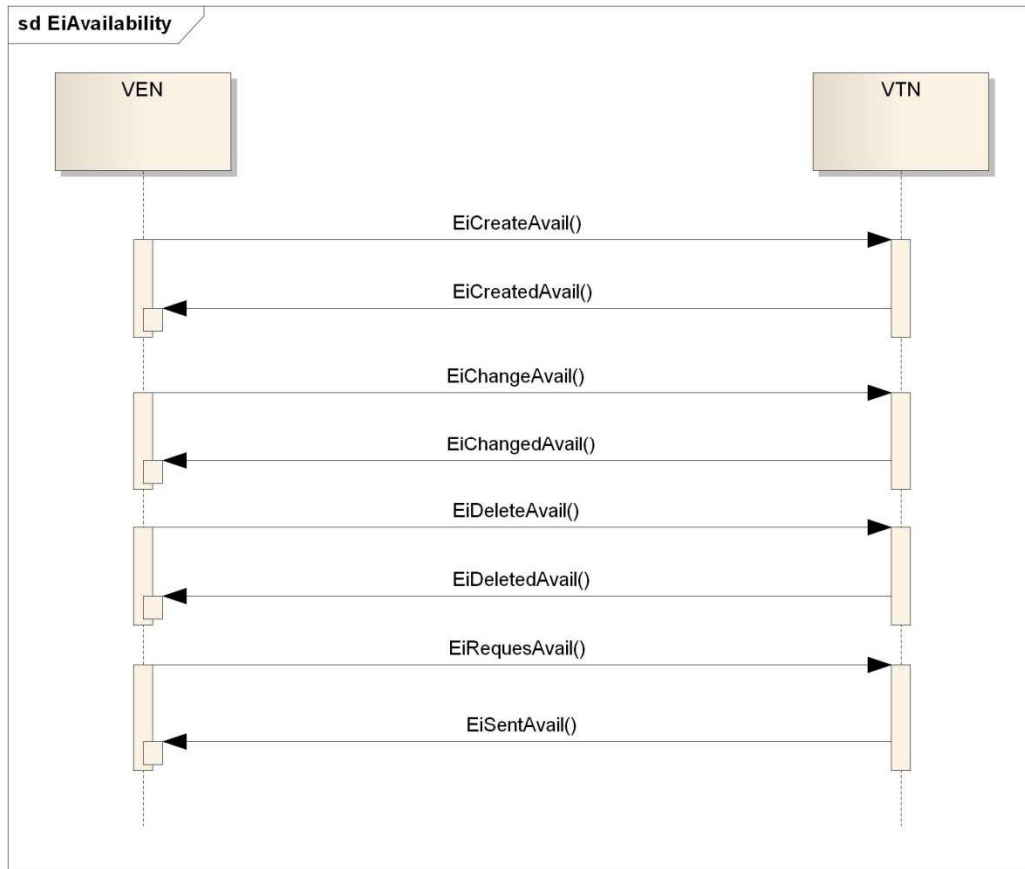 sd EiAvailability
VEN
VTN
EiCreateAvail()
EiCreatedAvail()
EiChangeAvail()
EiChangedAvail()
EiDeleteAvail()
EiDeletedAvail()
EiRequesAvail()
EiSentAvail()